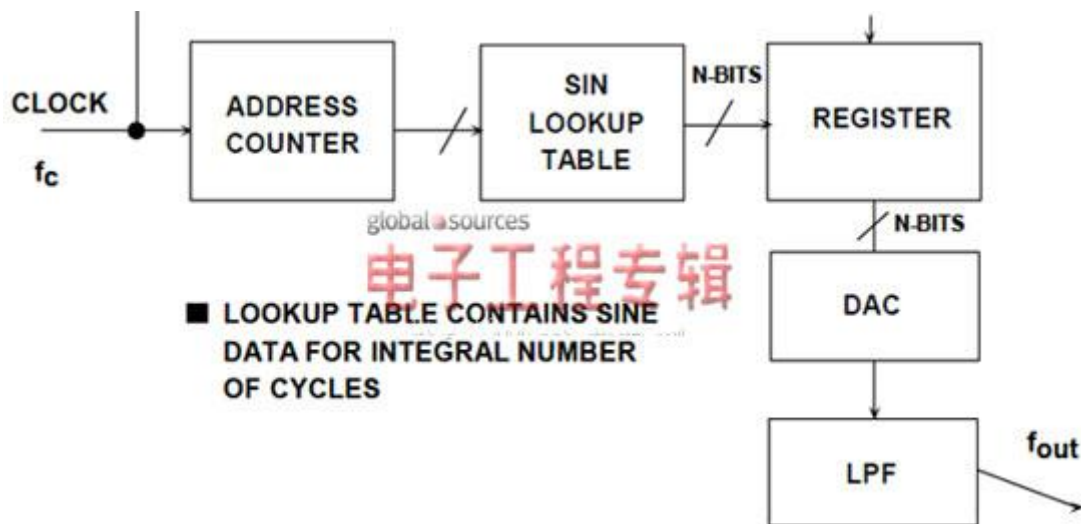 CLOCK
fc
ADDRESS
COUNTER
SIN
LOOKUP
TABLE
N-BITS
REGISTER
N-BITS
DAC
LPF
fout
global sources
电子工程专辑
■ LOOKUP TABLE CONTAINS SINE
DATA FOR INTEGRAL NUMBER
OF CYCLES